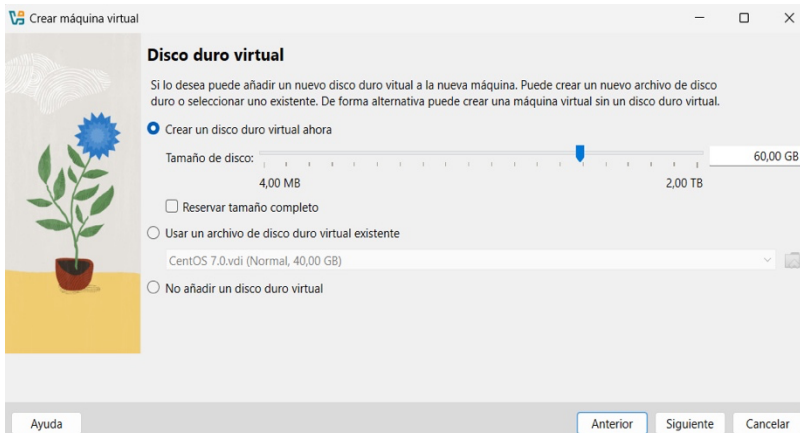 Crear máquina virtual
Disco duro virtual
Si lo desea puede añadir un nuevo disco duro vitual a la nueva máquina. Puede crear un nuevo archivo de disco
duro o seleccionar uno existente. De forma alternativa puede crear una máquina virtual sin un disco duro virtual.
Crear un disco duro virtual ahora
Tamaño de disco:
60,00 GB
4,00 MB
2,00 TB
Reservar tamaño completo
Usar un archivo de disco duro virtual existente
CentOS 7.0.vdi (Normal, 40,00 GB)
No añadir un disco duro virtual
Ayuda
Anterior
Siguiente
Cancelar